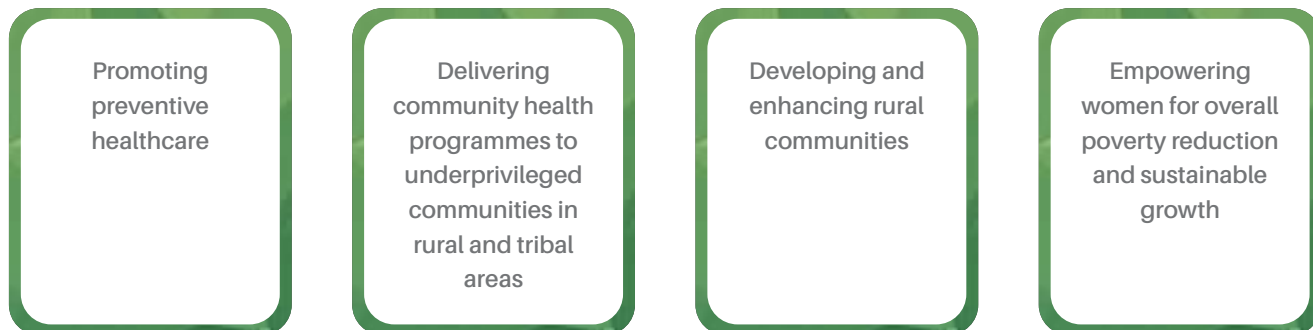 Promoting
preventive
healthcare
Delivering
community health
programmes to
underprivileged
communities in
rural and tribal
areas
Developing and
enhancing rural
communities
Empowering
women for overall
poverty reduction
and sustainable
growth